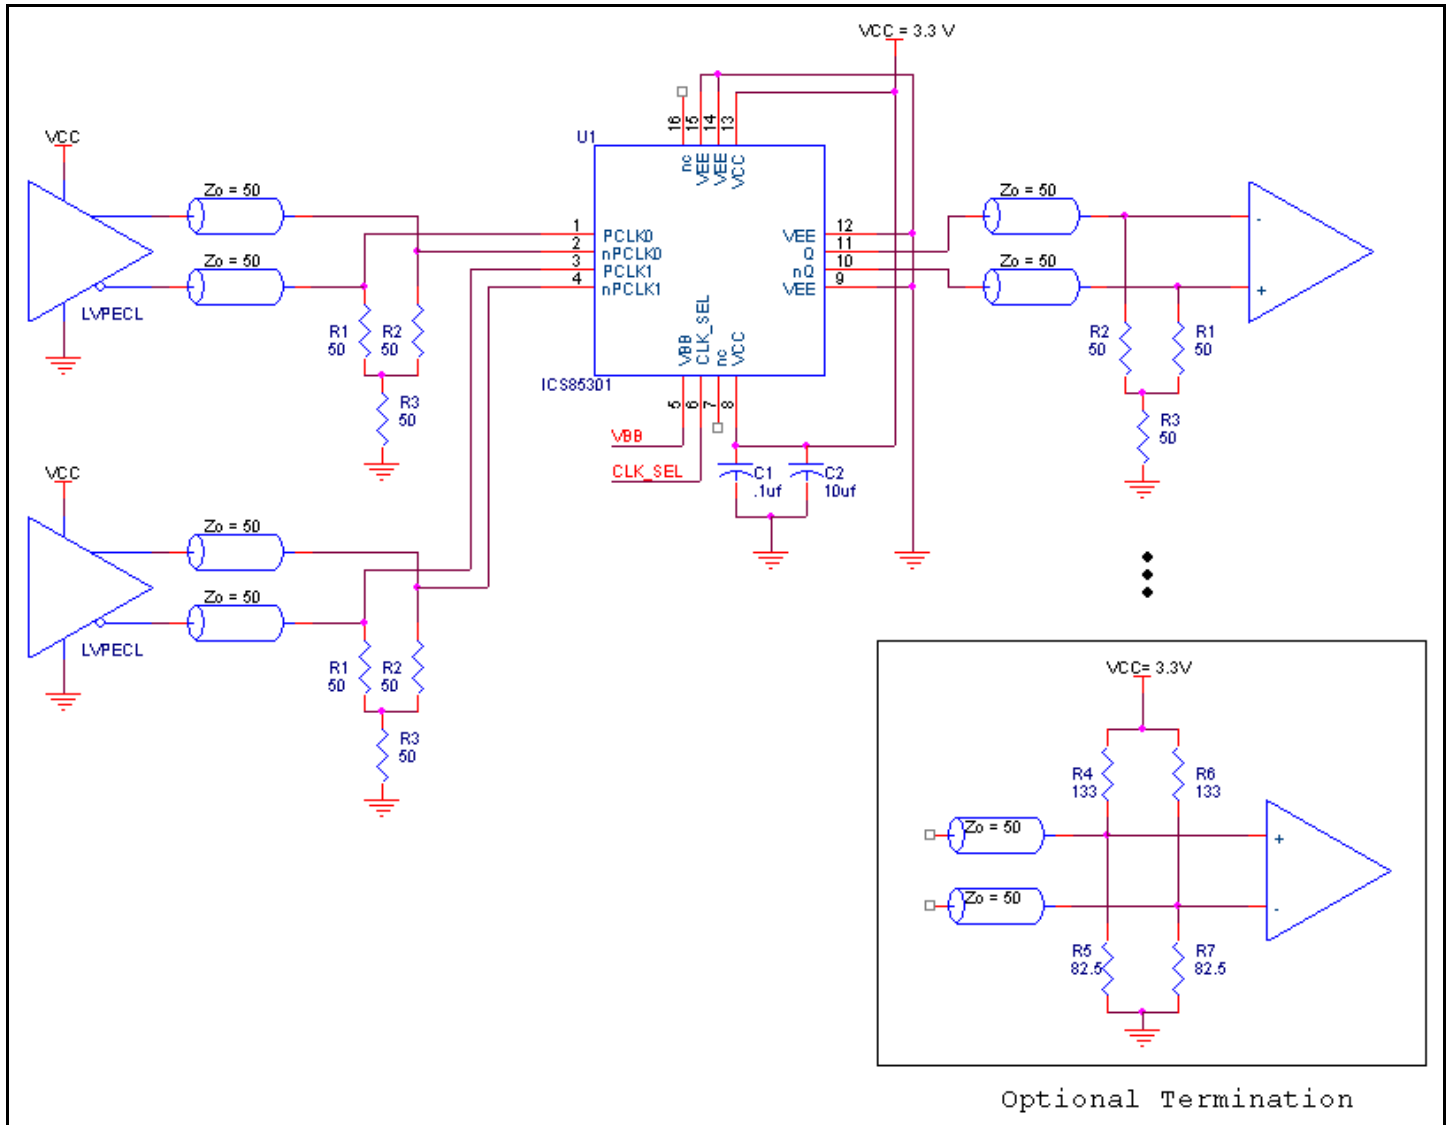 VCC = 3.3 V
U1
16
15
14
13
nc
VEE
VEE
VCC
VCC
Zo = 50
Zo = 50
LVPECL
R1
50
R2
50
R3
50
1
2
3
4
PCLK0
nPCLK0
PCLK1
nPCLK1
VEE
Q
nQ
VEE
12
11
10
9
VBB
CLK_SEL
nc
VCC
ICS85301
5
6
7
8
VBB
CLK_SEL
C1
.1uf
C2
10uf
Zo = 50
Zo = 50
-
+
R2
50
R1
50
R3
50
VCC
Zo = 50
Zo = 50
LVPECL
R1
50
R2
50
R3
50
VCC= 3.3V
R4
133
R6
133
Zo = 50
Zo = 50
+
-
R5
82.5
R7
82.5
Optional Termination